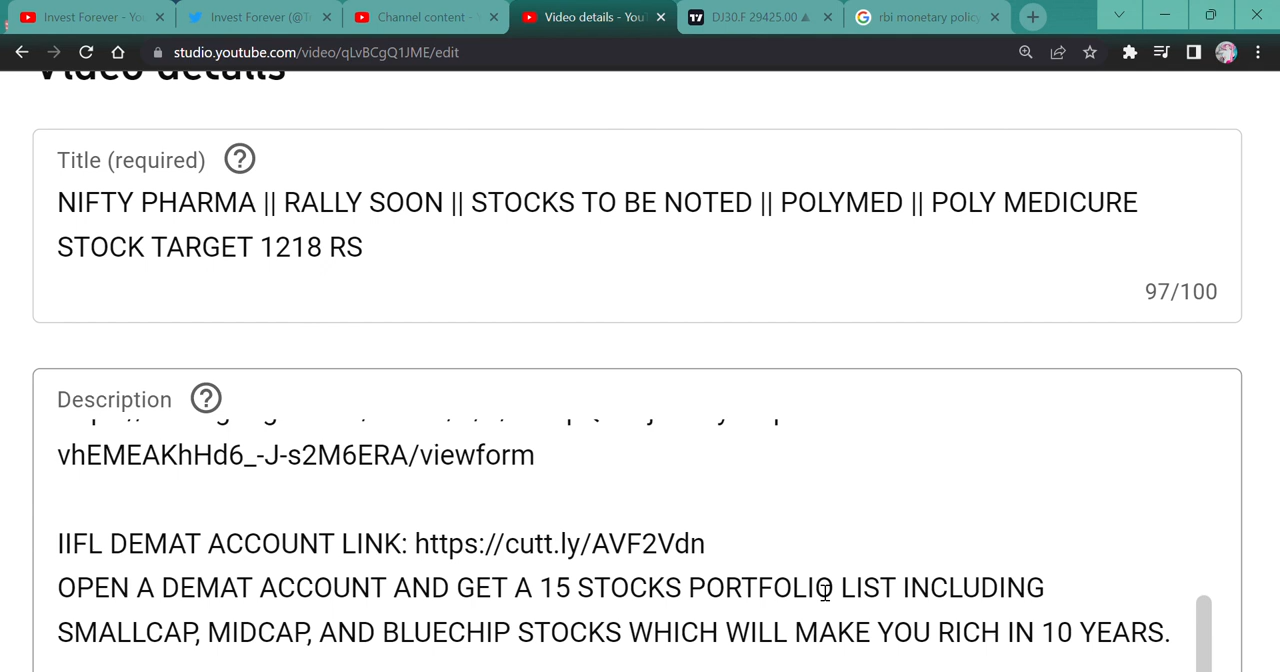 Invest Forever - You
Invest Forever (@T
Channel content - Y
Video details - YouT
DJ30.F 29425.00 ▲
rbi monetary policy
studio.youtube.com/video/qLvBCgQ1JME/edit
Video details
Title (required)
NIFTY PHARMA || RALLY SOON || STOCKS TO BE NOTED || POLYMED || POLY MEDICURE
STOCK TARGET 1218 RS
97/100
Description
vhEMEAKhHd6_-J-s2M6ERA/viewform
IIFL DEMAT ACCOUNT LINK: https://cutt.ly/AVF2Vdn
OPEN A DEMAT ACCOUNT AND GET A 15 STOCKS PORTFOLIO LIST INCLUDING
SMALLCAP, MIDCAP, AND BLUECHIP STOCKS WHICH WILL MAKE YOU RICH IN 10 YEARS.